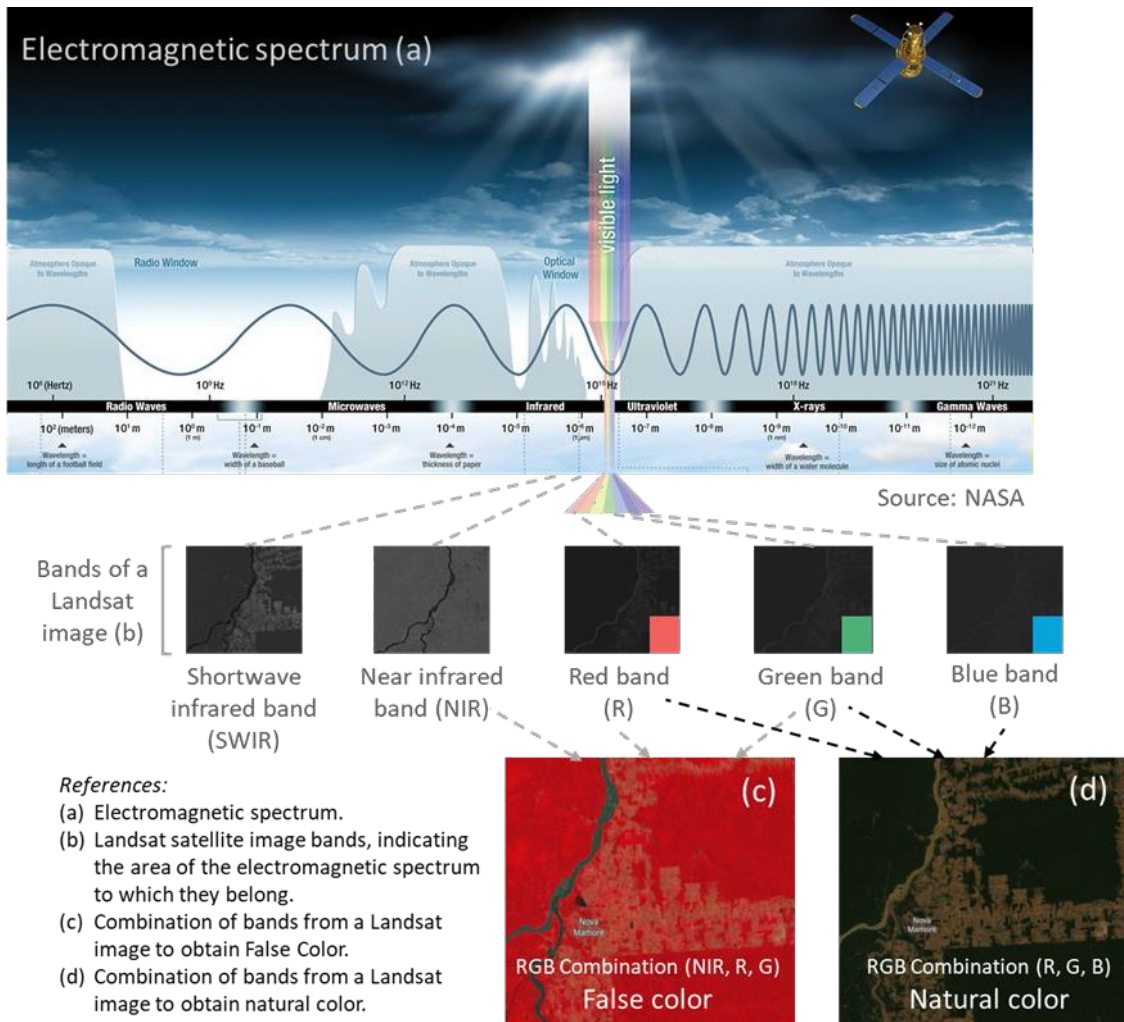 Electromagnetic spectrum (a)
visible light
Atmosphere Opaque
to Wavelengths
Radio Window
Atmosphere Opaque
to Wavelengths
Optical
Window
Atmosphere Opaque
to Wavelengths
10⁶ (Hertz) 10⁹ Hz 10¹² Hz 10¹⁵ Hz 10¹⁸ Hz 10²¹ Hz
Radio Waves Microwaves Infrared Ultraviolet X-rays Gamma Waves
10² (meters) 10¹ m 10⁰ m 10⁻¹ m 10⁻² m 10⁻³ m 10⁻⁴ m 10⁻⁵ m 10⁻⁶ m 10⁻⁷ m 10⁻⁸ m 10⁻⁹ m 10⁻¹⁰ m 10⁻¹¹ m 10⁻¹² m
(1 m) (1 cm) (1 µm) (1 nm)
Wavelength =
length of a football field
Wavelength =
width of a baseball
Wavelength =
thickness of paper
Wavelength =
width of a water molecule
Wavelength =
size of atomic nuclei
Source: NASA
Bands of a
Landsat
image (b)
Shortwave
infrared band
(SWIR)
Near infrared
band (NIR)
Red band
(R)
Green band
(G)
Blue band
(B)
References:
(a) Electromagnetic spectrum.
(b) Landsat satellite image bands, indicating
the area of the electromagnetic spectrum
to which they belong.
(c) Combination of bands from a Landsat
image to obtain False Color.
(d) Combination of bands from a Landsat
image to obtain natural color.
(c)
Nova
Mamoré
RGB Combination (NIR, R, G)
False color
(d)
Nova
Mamoré
RGB Combination (R, G, B)
Natural color